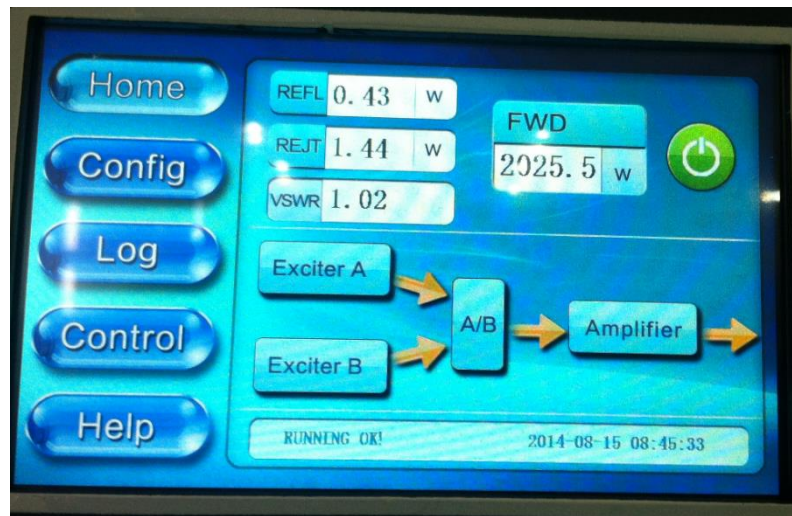 Home
Config
Log
Control
Help
REFL 0.43 W
REJT 1.44 W
VSWR 1.02
FWD
2025.5 W
Exciter A
Exciter B
A/B
Amplifier
RUNNING OK! 2014-08-15 08:45:33